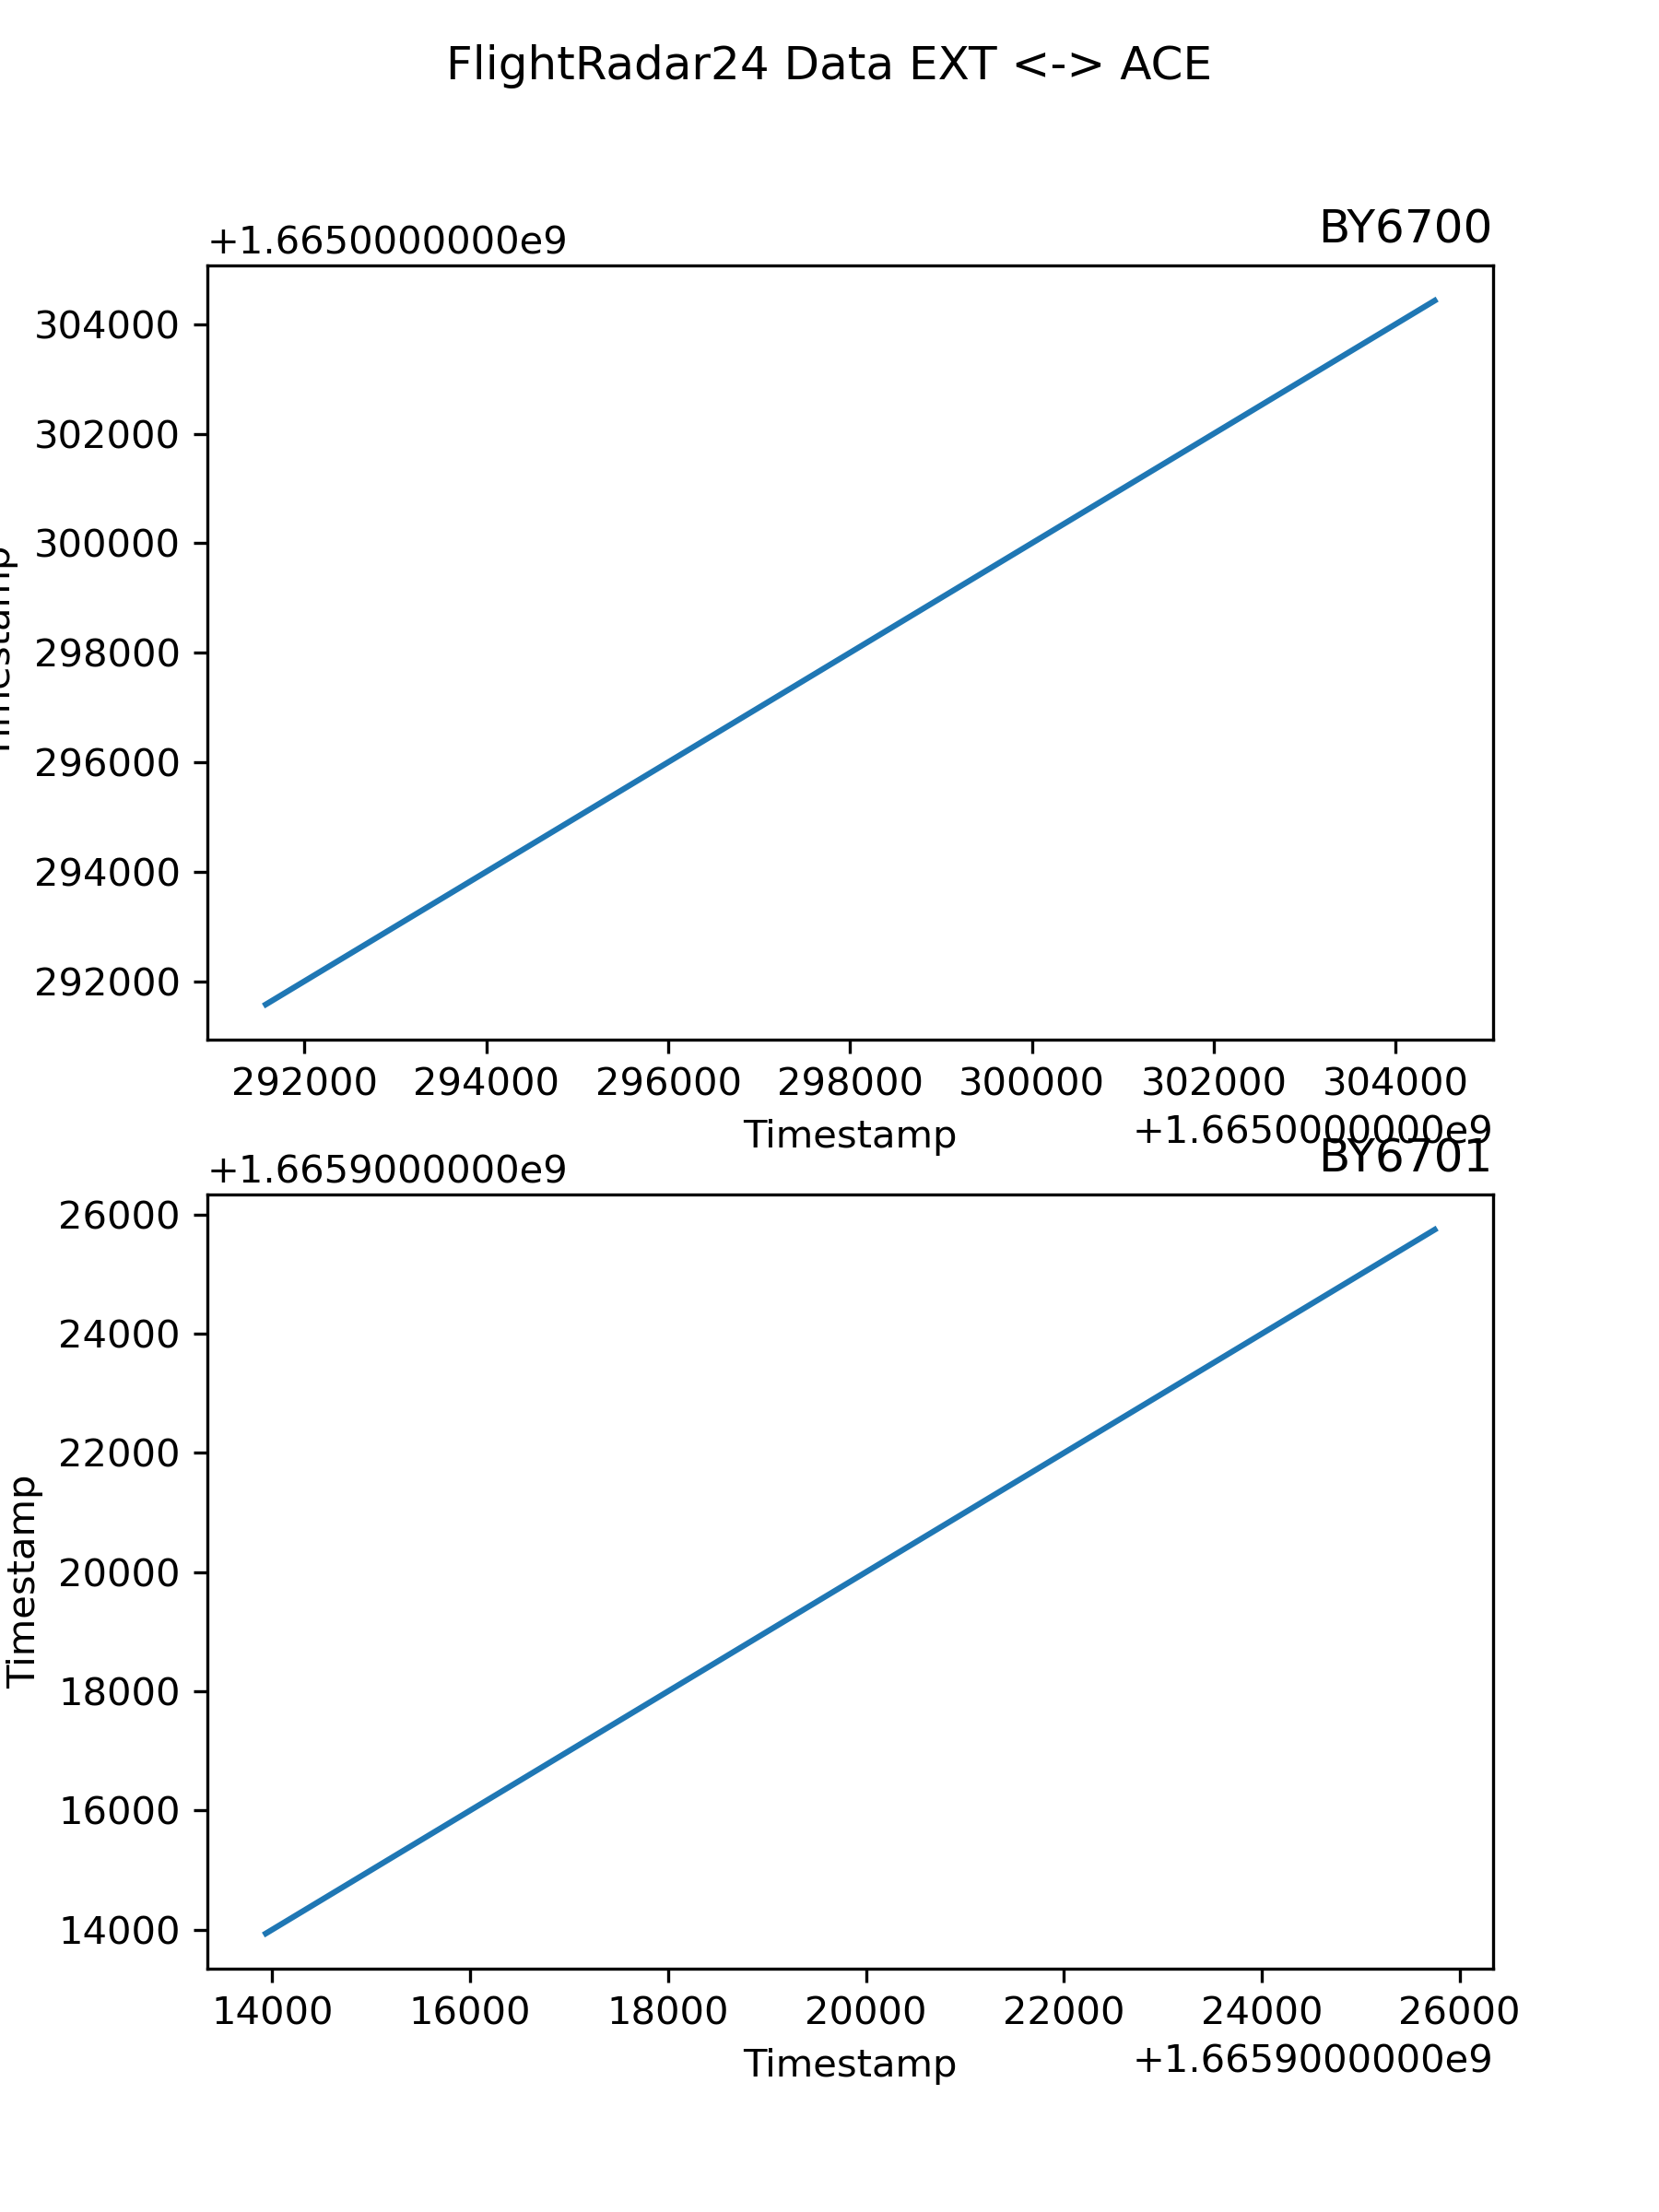 FlightRadar24 Data EXT <-> ACE
BY6700
+1.6650000000e9
304000
302000
300000
298000
296000
294000
292000
Timestamp
292000 294000 296000 298000 300000 302000 304000
Timestamp
+1.6650000000e9
BY6701
+1.6659000000e9
26000
24000
22000
20000
18000
16000
14000
Timestamp
14000 16000 18000 20000 22000 24000 26000
Timestamp
+1.6659000000e9